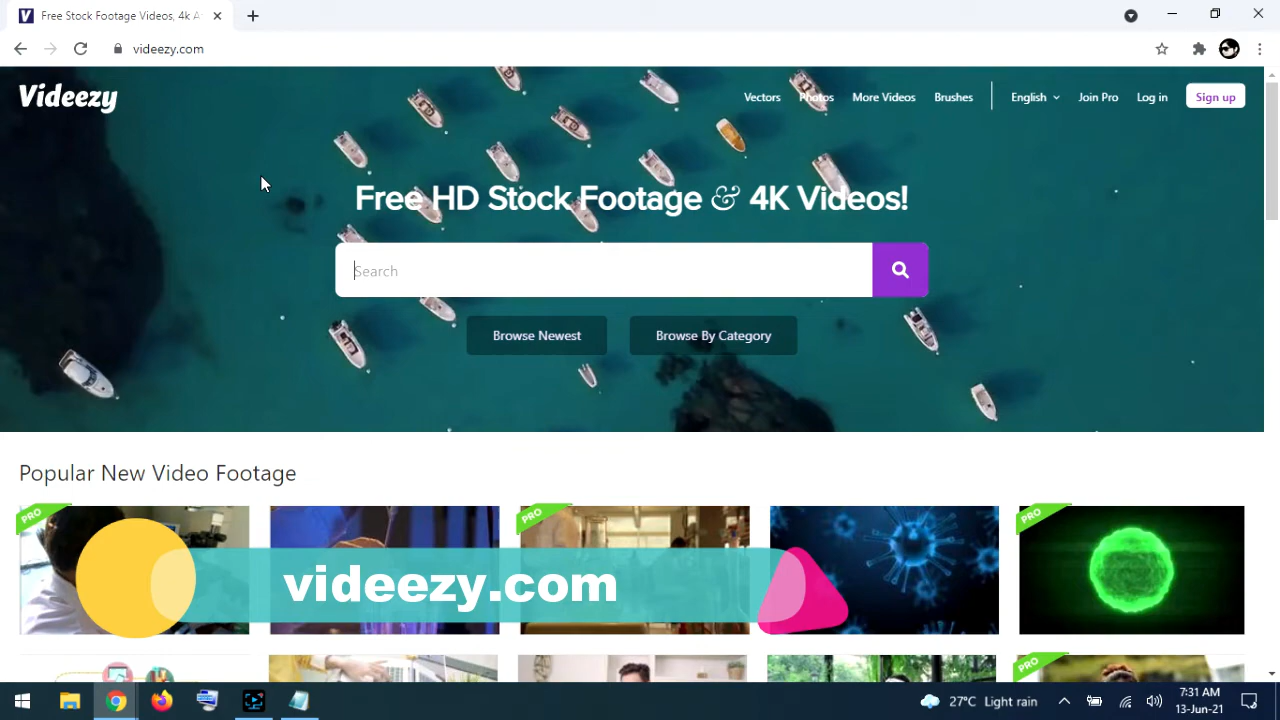 Free Stock Footage Videos, 4k A
videezy.com
Videezy
Vectors
Photos
More Videos
Brushes
English
Join Pro
Log in
Sign up
Free HD Stock Footage & 4K Videos!
Search
Browse Newest
Browse By Category
Popular New Video Footage
PRO
PRO
PRO
videezy.com
PRO
27°C Light rain
7:31 AM
13-Jun-21